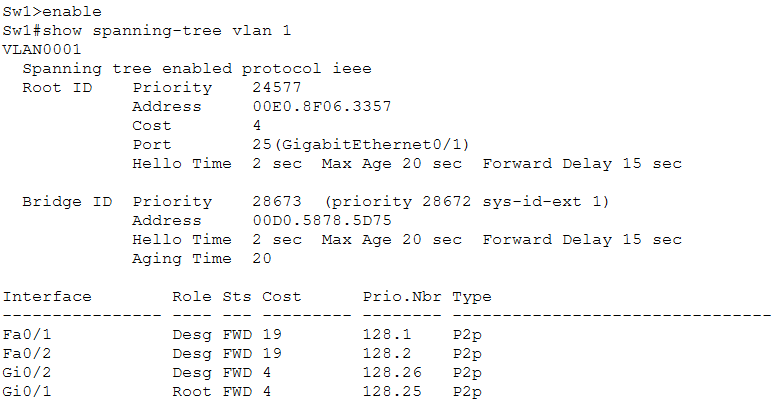 Sw1>enable
Sw1#show spanning-tree vlan 1
VLAN0001
  Spanning tree enabled protocol ieee
  Root ID    Priority    24577
             Address     00E0.8F06.3357
             Cost        4
             Port        25(GigabitEthernet0/1)
             Hello Time  2 sec  Max Age 20 sec  Forward Delay 15 sec

  Bridge ID  Priority    28673  (priority 28672 sys-id-ext 1)
             Address     00D0.5878.5D75
             Hello Time  2 sec  Max Age 20 sec  Forward Delay 15 sec
             Aging Time  20

Interface        Role Sts Cost      Prio.Nbr Type
---------------- ---- --- --------- -------- --------------------------------
Fa0/1            Desg FWD 19        128.1    P2p
Fa0/2            Desg FWD 19        128.2    P2p
Gi0/2            Desg FWD 4         128.26   P2p
Gi0/1            Root FWD 4         128.25   P2p